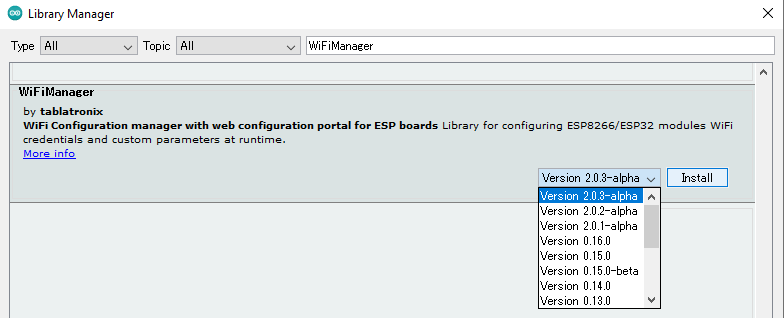 Library Manager
Type All Topic All WiFiManager
WiFiManager
by tablatronix
WiFi Configuration manager with web configuration portal for ESP boards Library for configuring ESP8266/ESP32 modules WiFi
credentials and custom parameters at runtime.
More info
Version 2.0.3-alpha Install
Version 2.0.3-alpha
Version 2.0.2-alpha
Version 2.0.1-alpha
Version 0.16.0
Version 0.15.0
Version 0.15.0-beta
Version 0.14.0
Version 0.13.0